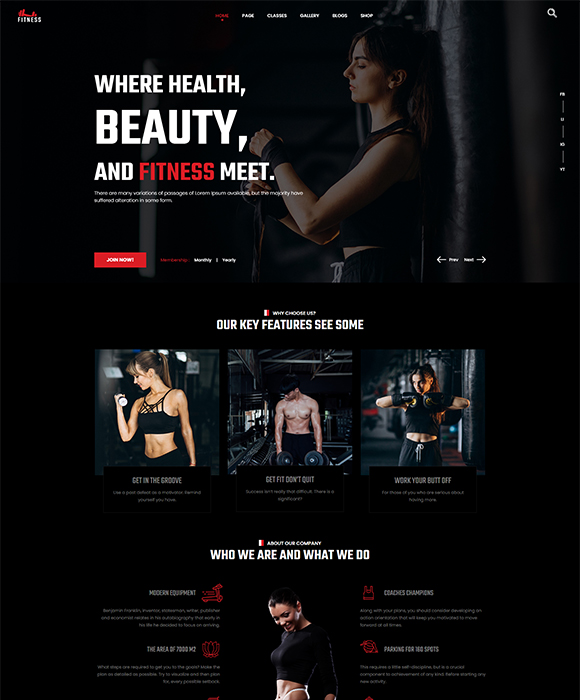 FITNESS
HOME PAGE CLASSES GALLERY BLOGS SHOP
WHERE HEALTH,
BEAUTY,
AND FITNESS MEET.
There are many variations of passages of Lorem Ipsum available, but the majority have
suffered alteration in some form.
FB
IG
YT
JOIN NOW!
Membership: Monthly | Yearly
Prev Next
WHY CHOOSE US?
OUR KEY FEATURES SEE SOME
GET IN THE GROOVE
Use a past defeat as a motivator. Remind
yourself you have.
GET FIT DON'T QUIT
Success isn't really that difficult. There is a
significant?
WORK YOUR BUTT OFF
For those of you who are serious about
having more.
ABOUT OUR COMPANY
WHO WE ARE AND WHAT WE DO
MODERN EQUIPMENT
Benjamin Franklin, inventor, statesman, writer, publisher
and economist relates in his autobiography that early in
his life he decided to focus on arriving.
COACHES CHAMPIONS
Along with your plans, you should consider developing an
action orientation that will keep you motivated to move
forward at all times.
THE AREA OF 7000 M2
What steps are required to get you to the goals? Make the
plan as detailed as possible. Try to visualize and then plan
for, every possible setback.
PARKING FOR 160 SPOTS
This requires a little self-discipline, but is a crucial
component to achievement of any kind. Before starting any
new activity.